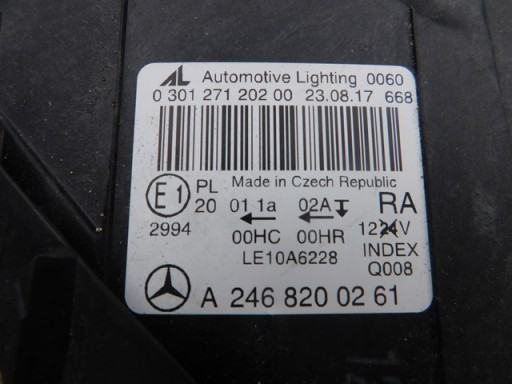 AL Automotive Lighting 0060
0 301 271 202 00 23.08.17 668
Made in Czech Republic
E1 PL 01 1a 02A RA
20
2994 00HC 00HR 1224V
LE10A6228 INDEX
Q008
A 246 820 02 61